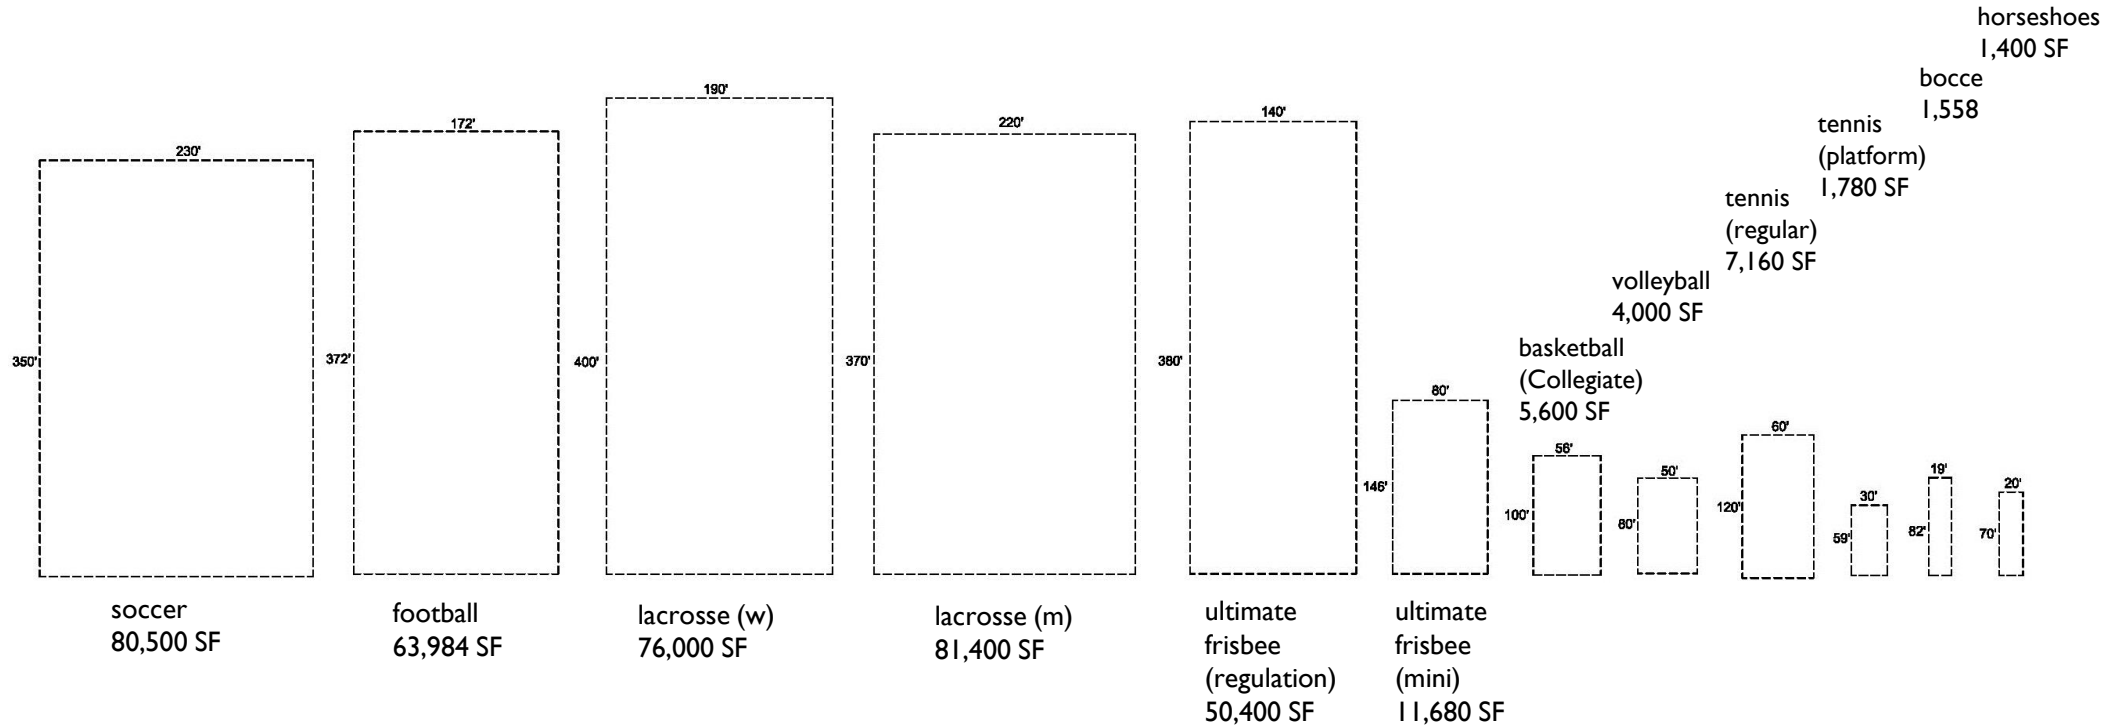 horseshoes
1,400 SF
bocce
1,558
tennis
(platform)
1,780 SF
tennis
(regular)
7,160 SF
volleyball
4,000 SF
basketball
(Collegiate)
5,600 SF
230'
350'
172'
372'
190'
400'
220'
370'
140'
380'
80'
146'
56'
100'
50'
80'
60'
120'
30'
59'
19'
82'
20'
70'
soccer
80,500 SF
football
63,984 SF
lacrosse (w)
76,000 SF
lacrosse (m)
81,400 SF
ultimate
frisbee
(regulation)
50,400 SF
ultimate
frisbee
(mini)
11,680 SF